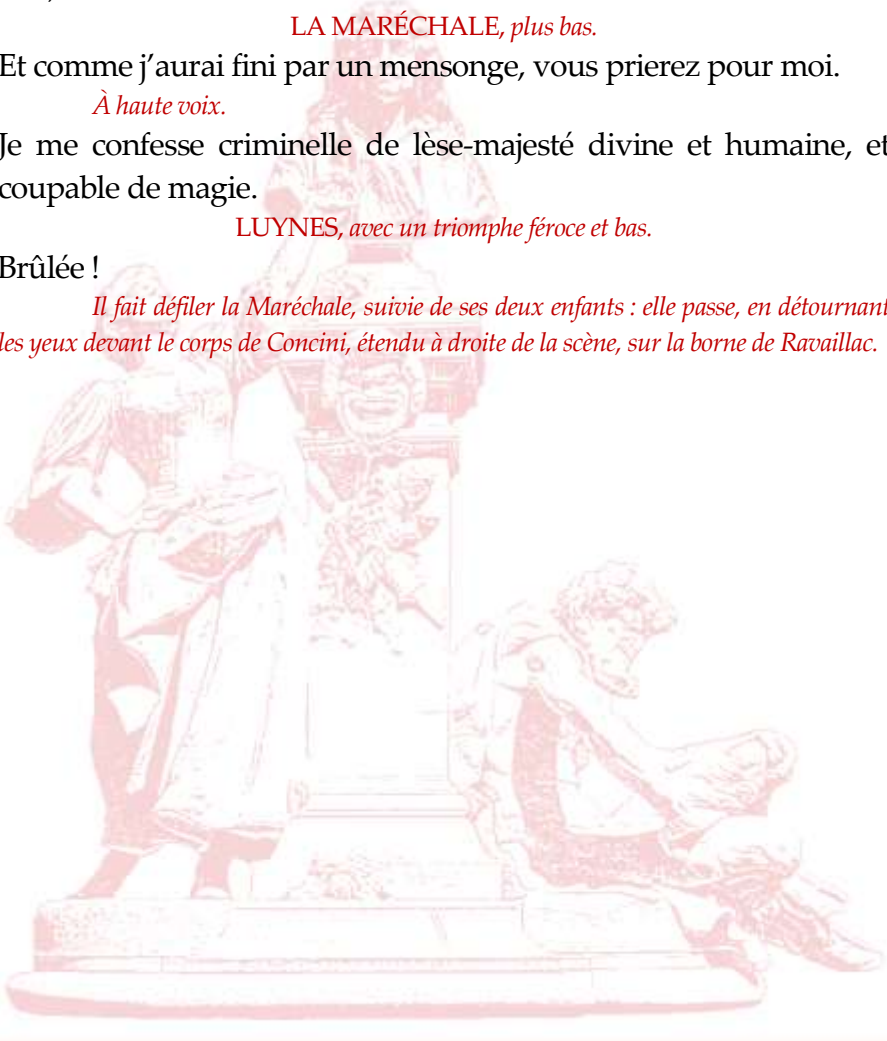 LA MARÉCHALE, plus bas.
Et comme j’aurai fini par un mensonge, vous prierez pour moi.
À haute voix.
Je me confesse criminelle de lèse-majesté divine et humaine, et
coupable de magie.
LUYNES, avec un triomphe féroce et bas.
Brûlée !
Il fait défiler la Maréchale, suivie de ses deux enfants : elle passe, en détournant
les yeux devant le corps de Concini, étendu à droite de la scène, sur la borne de Ravaillac.